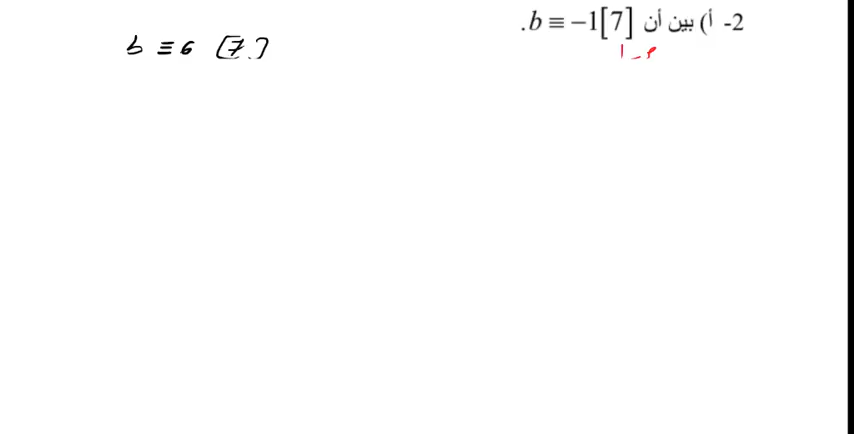 2- أ) بين أن b ≡ −1[7].
b ≡ 6 [7]